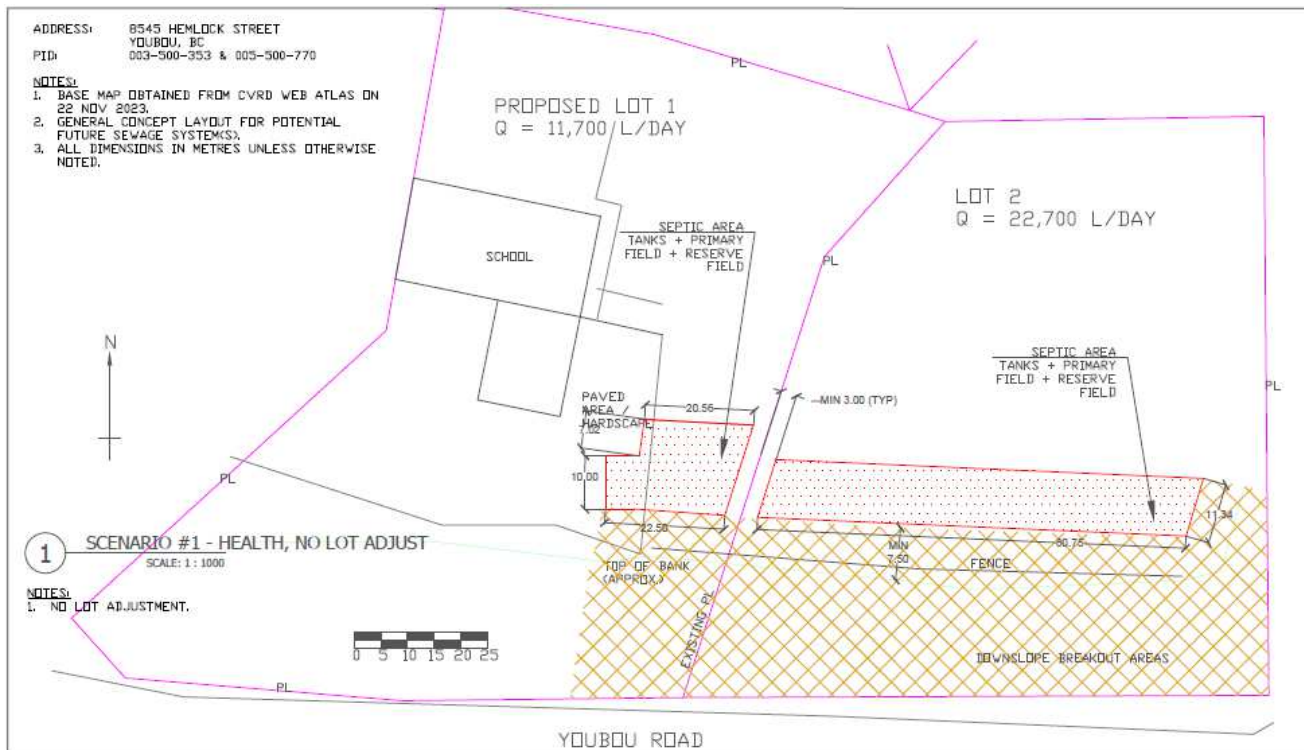 ADDRESS: 8545 HEMLOCK STREET
YOUBOU, BC
PID: 003-500-353 & 005-500-770
NOTES:
1. BASE MAP OBTAINED FROM CVRD WEB ATLAS ON
22 NOV 2023.
2. GENERAL CONCEPT LAYOUT FOR POTENTIAL
FUTURE SEWAGE SYSTEM(S).
3. ALL DIMENSIONS IN METRES UNLESS OTHERWISE
NOTED.
PL
PROPOSED LOT 1
Q = 11,700 L/DAY
LOT 2
Q = 22,700 L/DAY
SEPTIC AREA
TANKS + PRIMARY
FIELD + RESERVE
FIELD
SCHOOL
PL
N
SEPTIC AREA
TANKS + PRIMARY
FIELD + RESERVE
FIELD
PL
PAVED
AREA /
HARDSCAPE
20.56
MIN 3.00 (TYP)
7.02
10.00
PL
22.50
11.34
MIN
7.50
60.75
FENCE
1
SCENARIO #1 - HEALTH, NO LOT ADJUST
SCALE: 1 : 1000
TOP OF BANK
(APPROX.)
NOTES:
1. NO LOT ADJUSTMENT.
EXISTING PL
0 5 10 15 20 25
DOWNSLOPE BREAKOUT AREAS
PL
YOUBOU ROAD